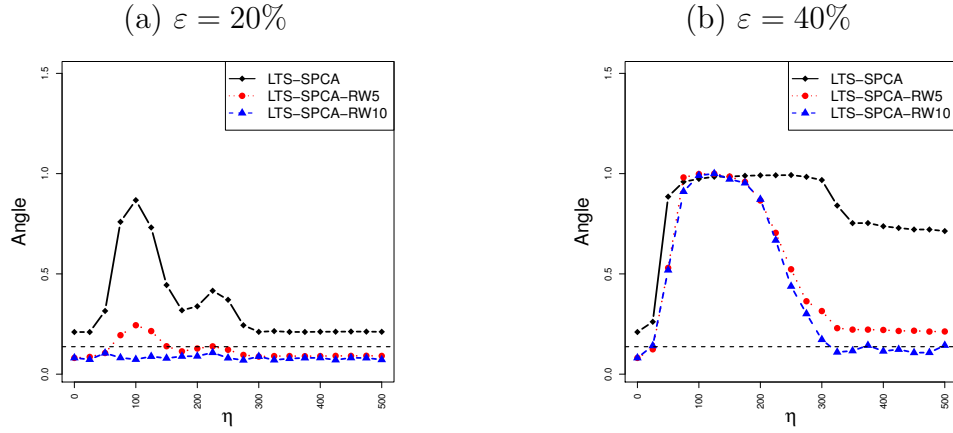 (a) ε = 20%
LTS−SPCA
LTS−SPCA−RW5
LTS−SPCA−RW10
Angle
1.5
1.0
0.5
0.0
0
100
200
300
400
500
η
(b) ε = 40%
LTS−SPCA
LTS−SPCA−RW5
LTS−SPCA−RW10
Angle
1.5
1.0
0.5
0.0
0
100
200
300
400
500
η